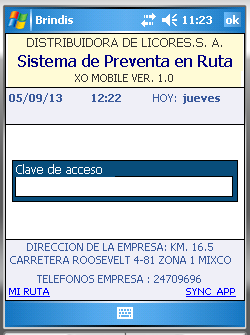 Brindis 11:23 ok
DISTRIBUIDORA DE LICORES.S. A.
Sistema de Preventa en Ruta
XO MOBILE VER. 1.0
05/09/13 12:22 HOY: jueves
Clave de acceso
DIRECCION DE LA EMPRESA: KM. 16.5
CARRETERA ROOSEVELT 4-81 ZONA 1 MIXCO
TELEFONOS EMPRESA : 24709696
MI RUTA SYNC_APP